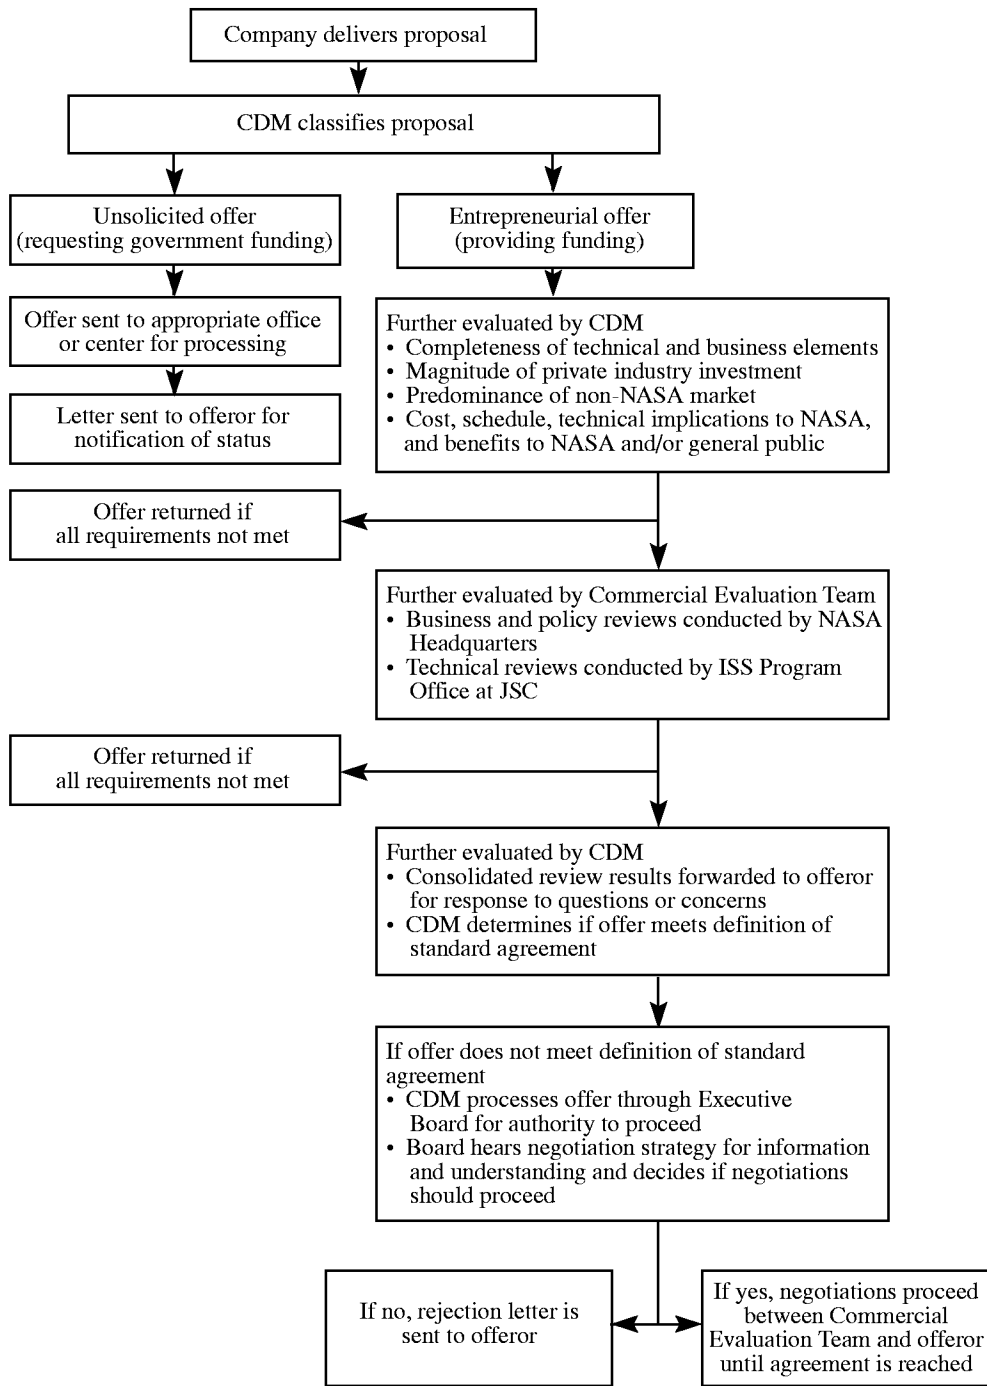 Company delivers proposal
CDM classifies proposal
Unsolicited offer
(requesting government funding)
Entrepreneurial offer
(providing funding)
Offer sent to appropriate office
or center for processing
Letter sent to offeror for
notification of status
Further evaluated by CDM
• Completeness of technical and business elements
• Magnitude of private industry investment
• Predominance of non-NASA market
• Cost, schedule, technical implications to NASA,
and benefits to NASA and/or general public
Offer returned if
all requirements not met
Further evaluated by Commercial Evaluation Team
• Business and policy reviews conducted by NASA
Headquarters
• Technical reviews conducted by ISS Program
Office at JSC
Offer returned if
all requirements not met
Further evaluated by CDM
• Consolidated review results forwarded to offeror
for response to questions or concerns
• CDM determines if offer meets definition of
standard agreement
If offer does not meet definition of standard
agreement
• CDM processes offer through Executive
Board for authority to proceed
• Board hears negotiation strategy for information
and understanding and decides if negotiations
should proceed
If no, rejection letter is
sent to offeror
If yes, negotiations proceed
between Commercial
Evaluation Team and offeror
until agreement is reached